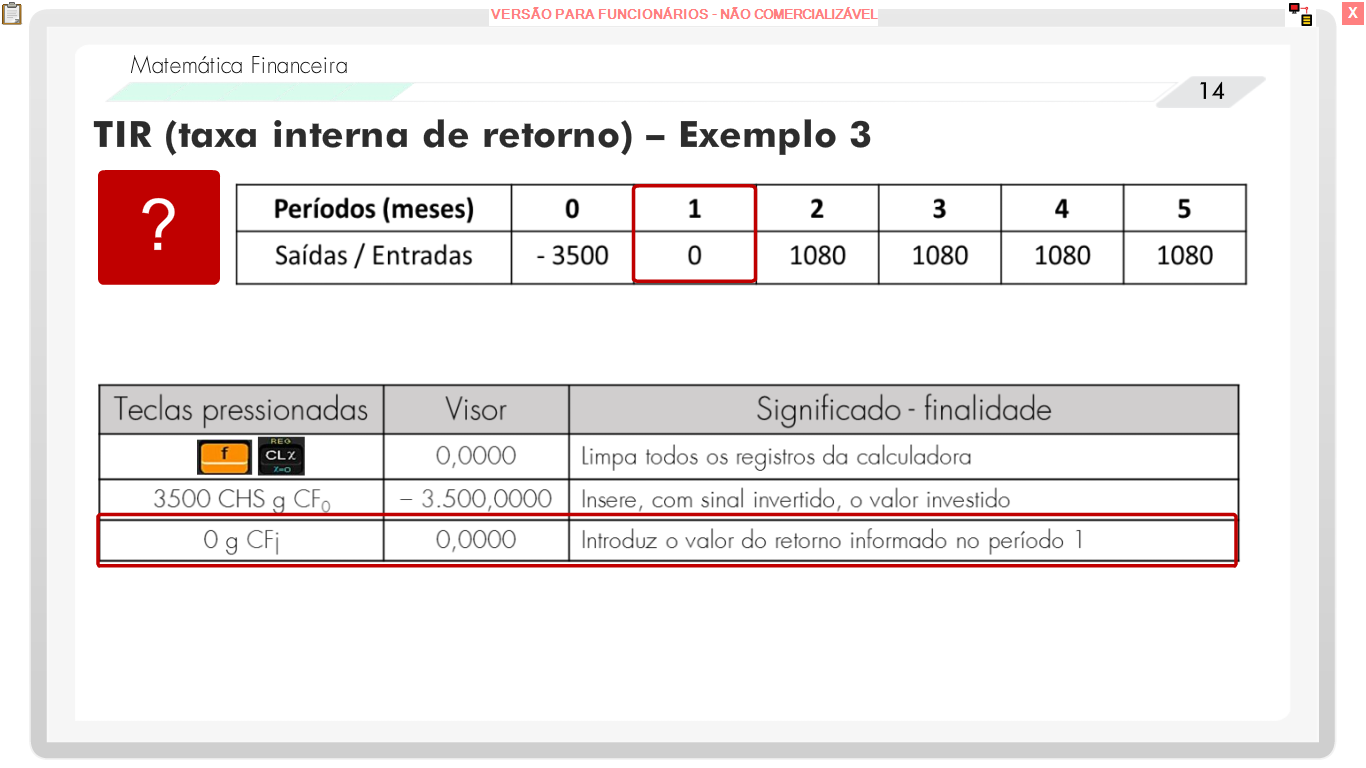 VERSÃO PARA FUNCIONÁRIOS - NÃO COMERCIALIZÁVEL
X
Matemática Financeira
14
TIR (taxa interna de retorno) – Exemplo 3
?
Períodos (meses) 0 1 2 3 4 5
Saídas / Entradas - 3500 0 1080 1080 1080 1080
Teclas pressionadas Visor Significado - finalidade
f REG CLx Σ=0 0,0000 Limpa todos os registros da calculadora
3500 CHS g CF₀ – 3.500,0000 Insere, com sinal invertido, o valor investido
0 g CFj 0,0000 Introduz o valor do retorno informado no período 1